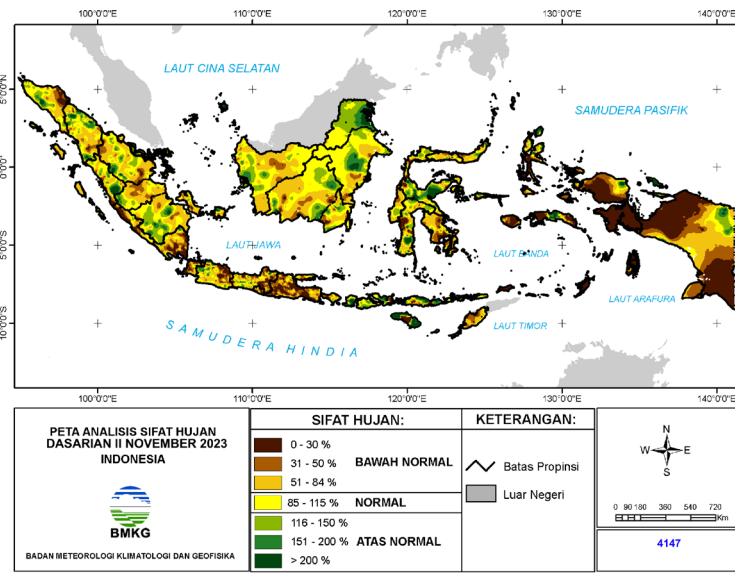 100°0'0"E 110°0'0"E 120°0'0"E 130°0'0"E 140°0'0"E
LAUT CINA SELATAN
SAMUDERA PASIFIK
5°0'0"N
0°0'0"
LAUT JAWA
LAUT BANDA
5°0'0"S
LAUT ARAFURA
10°0'0"S
SAMUDERA HINDIA
LAUT TIMOR
100°0'0"E 110°0'0"E 120°0'0"E 130°0'0"E 140°0'0"E
PETA ANALISIS SIFAT HUJAN
DASARIAN II NOVEMBER 2023
INDONESIA
BMKG
BADAN METEOROLOGI KLIMATOLOGI DAN GEOFISIKA
SIFAT HUJAN:
0 - 30 %
31 - 50 % BAWAH NORMAL
51 - 84 %
85 - 115 % NORMAL
116 - 150 %
151 - 200 % ATAS NORMAL
> 200 %
KETERANGAN:
Batas Propinsi
Luar Negeri
N
W E
S
0 90 180 360 540 720
Km
4147